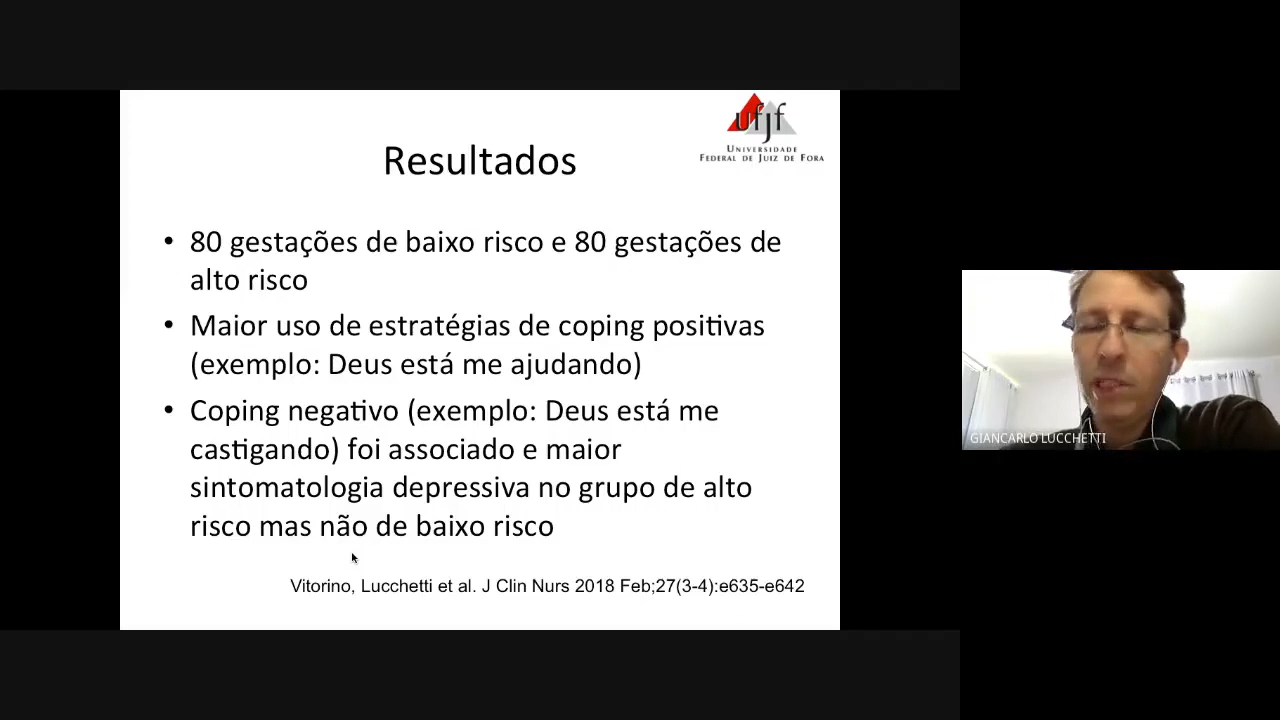 ufjf
UNIVERSIDADE
FEDERAL DE JUIZ DE FORA
Resultados
• 80 gestações de baixo risco e 80 gestações de
alto risco
• Maior uso de estratégias de coping positivas
(exemplo: Deus está me ajudando)
• Coping negativo (exemplo: Deus está me
castigando) foi associado e maior
sintomatologia depressiva no grupo de alto
risco mas não de baixo risco
Vitorino, Lucchetti et al. J Clin Nurs 2018 Feb;27(3-4):e635-e642
GIANCARLO LUCCHETTI